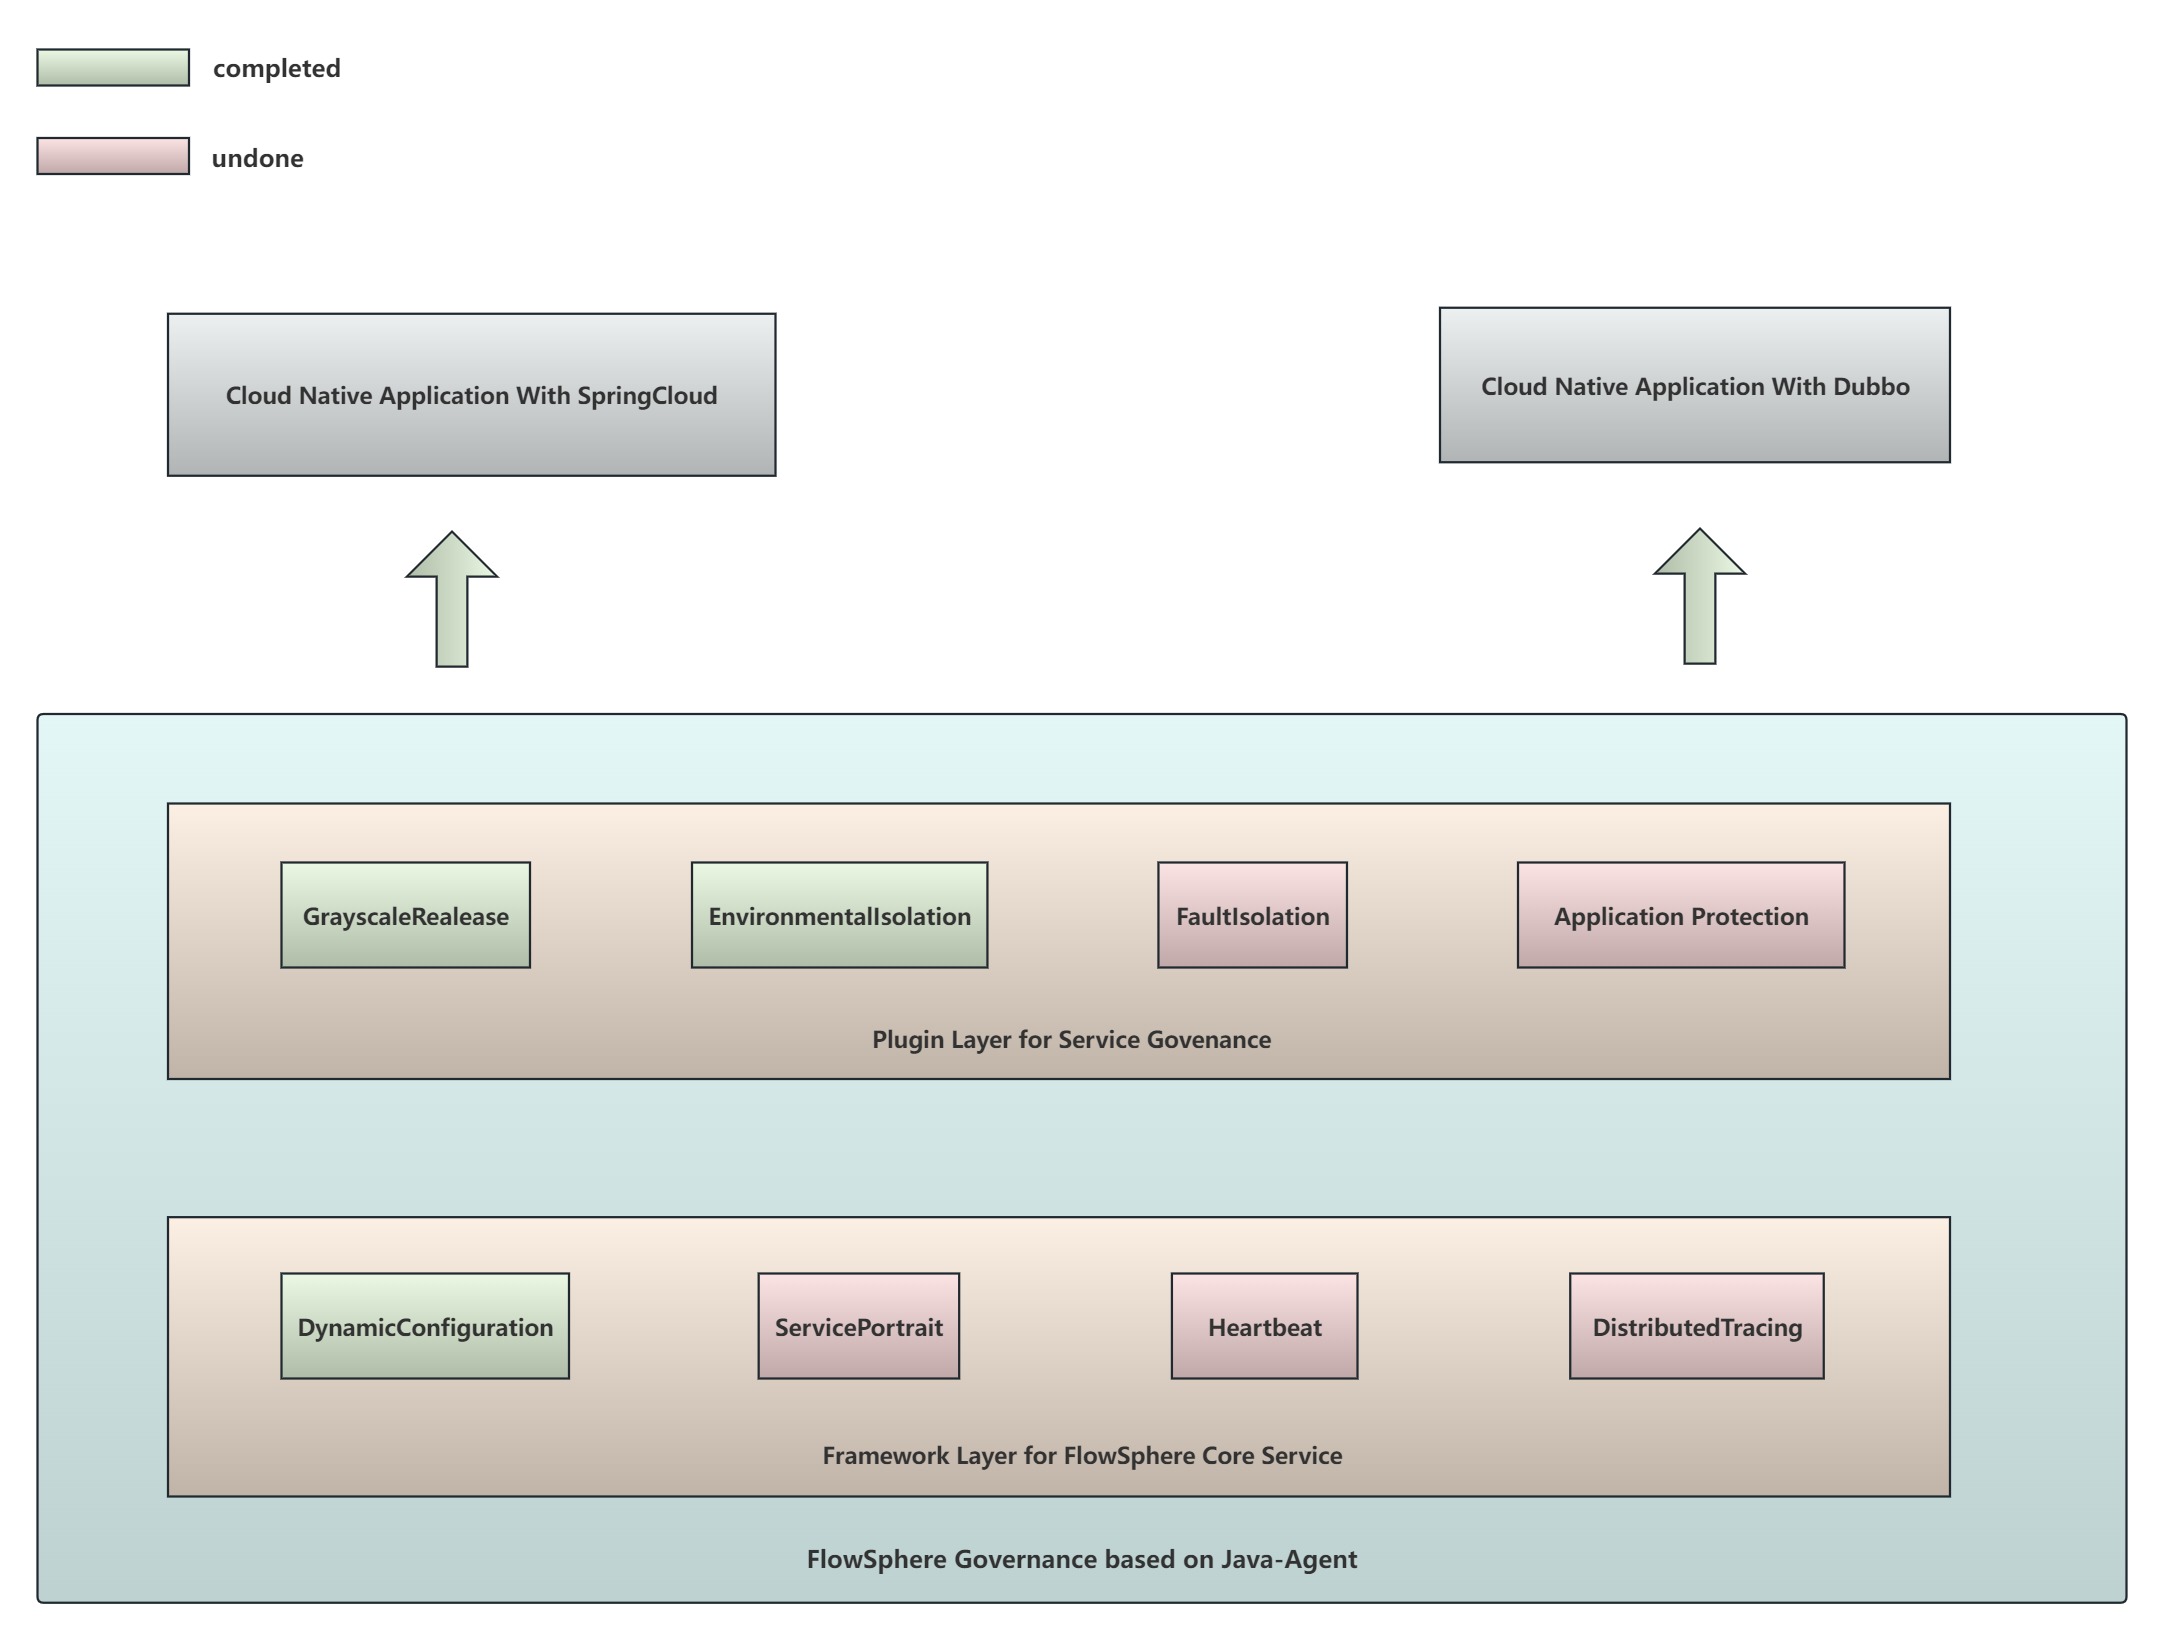 completed
undone
Cloud Native Application With SpringCloud
Cloud Native Application With Dubbo
GrayscaleRealease
EnvironmentalIsolation
FaultIsolation
Application Protection
Plugin Layer for Service Govenance
DynamicConfiguration
ServicePortrait
Heartbeat
DistributedTracing
Framework Layer for FlowSphere Core Service
FlowSphere Governance based on Java-Agent